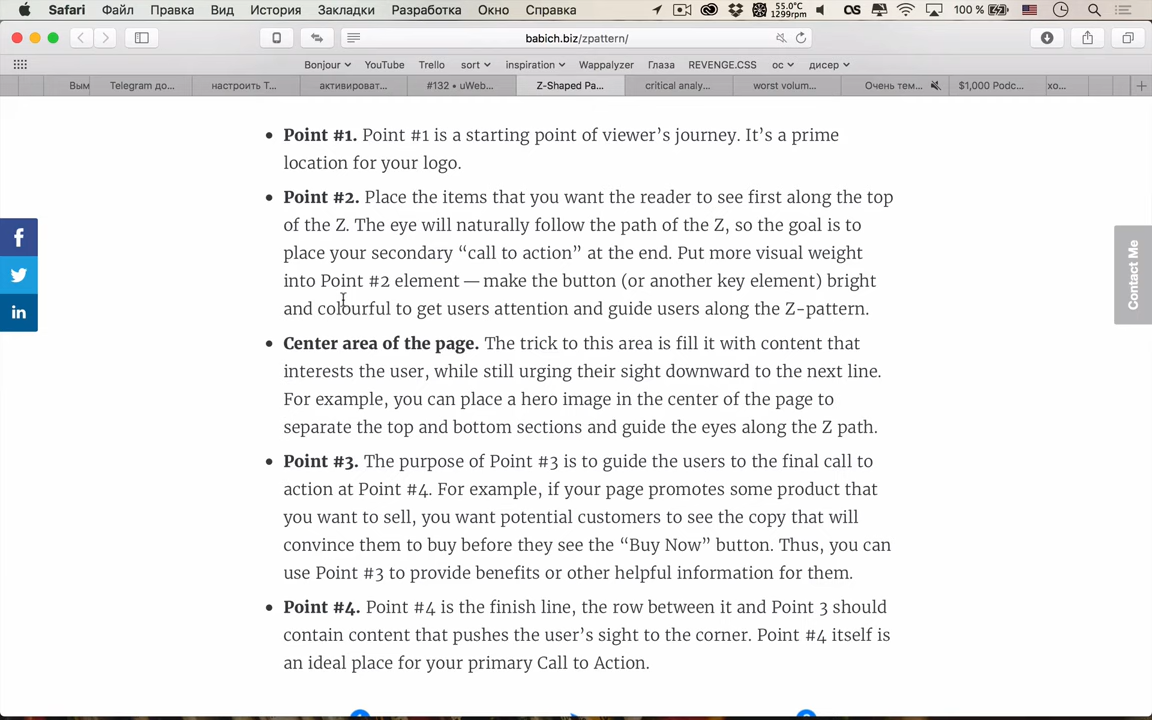 Safari Файл Правка Вид История Закладки Разработка Окно Справка 55.0°C 1299rpm 100 %
babich.biz/zpattern/
Bonjour YouTube Trello sort inspiration Wappalyzer Глаза REVENGE.CSS ос дисер
Вым Telegram до... настроить T... активироват... #132 • uWeb... Z-Shaped Pa... critical analy... worst volum... Очень тем... $1,000 Podc... хо...
• Point #1. Point #1 is a starting point of viewer’s journey. It’s a prime
location for your logo.
• Point #2. Place the items that you want the reader to see first along the top
of the Z. The eye will naturally follow the path of the Z, so the goal is to
place your secondary “call to action” at the end. Put more visual weight
into Point #2 element — make the button (or another key element) bright
and colourful to get users attention and guide users along the Z-pattern.
• Center area of the page. The trick to this area is fill it with content that
interests the user, while still urging their sight downward to the next line.
For example, you can place a hero image in the center of the page to
separate the top and bottom sections and guide the eyes along the Z path.
• Point #3. The purpose of Point #3 is to guide the users to the final call to
action at Point #4. For example, if your page promotes some product that
you want to sell, you want potential customers to see the copy that will
convince them to buy before they see the “Buy Now” button. Thus, you can
use Point #3 to provide benefits or other helpful information for them.
• Point #4. Point #4 is the finish line, the row between it and Point 3 should
contain content that pushes the user’s sight to the corner. Point #4 itself is
an ideal place for your primary Call to Action.
Contact Me